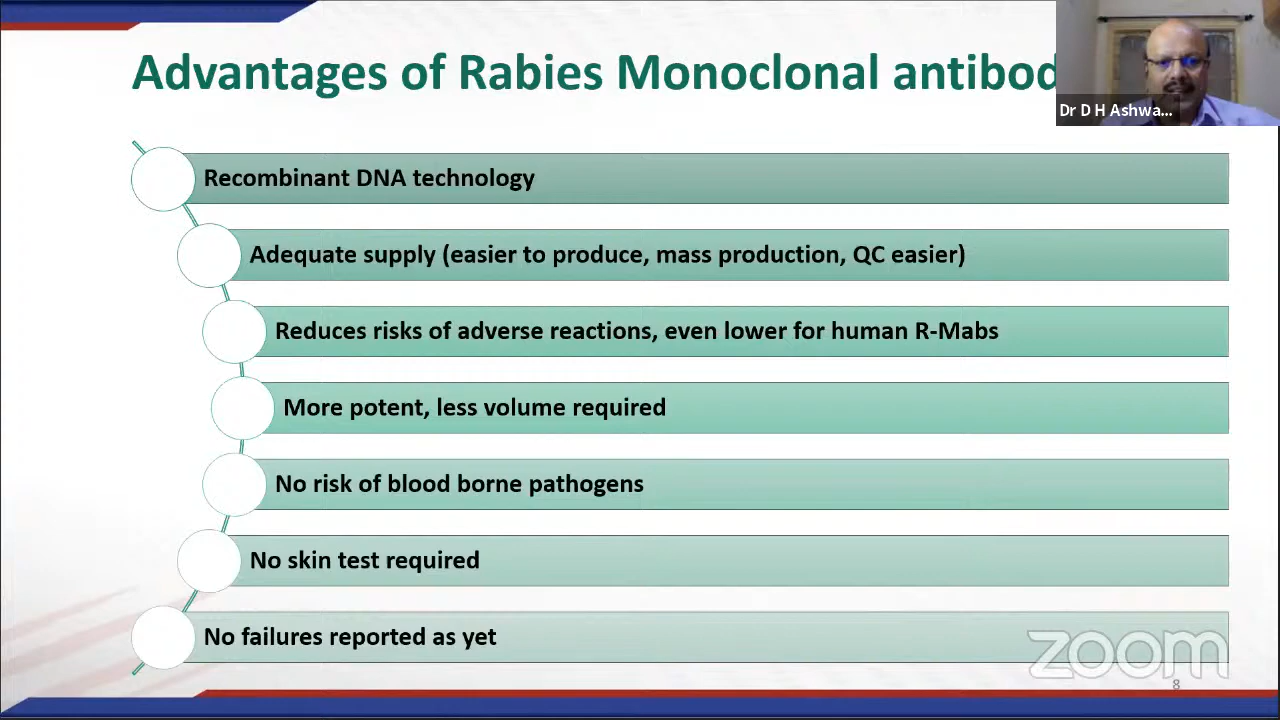 Advantages of Rabies Monoclonal antibod
Dr D H Ashwa...
Recombinant DNA technology
Adequate supply (easier to produce, mass production, QC easier)
Reduces risks of adverse reactions, even lower for human R-Mabs
More potent, less volume required
No risk of blood borne pathogens
No skin test required
No failures reported as yet
zoom
8